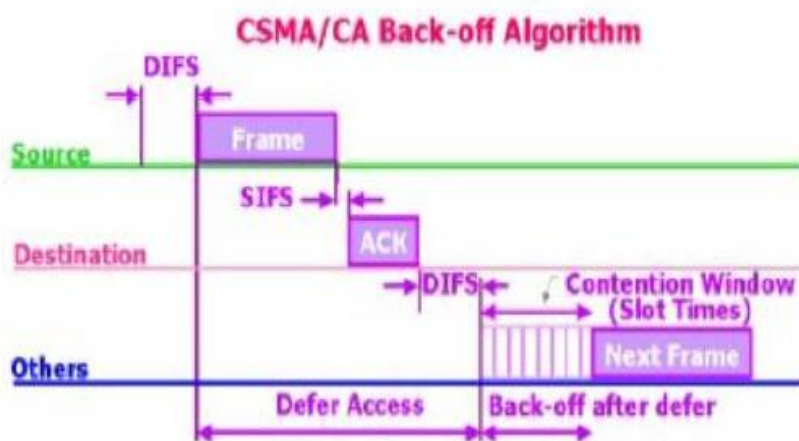 CSMA/CA Back-off Algorithm
DIFS
Frame
Source
SIFS
ACK
Destination
DIFS
Contention Window
(Slot Times)
Next Frame
Others
Defer Access
Back-off after defer